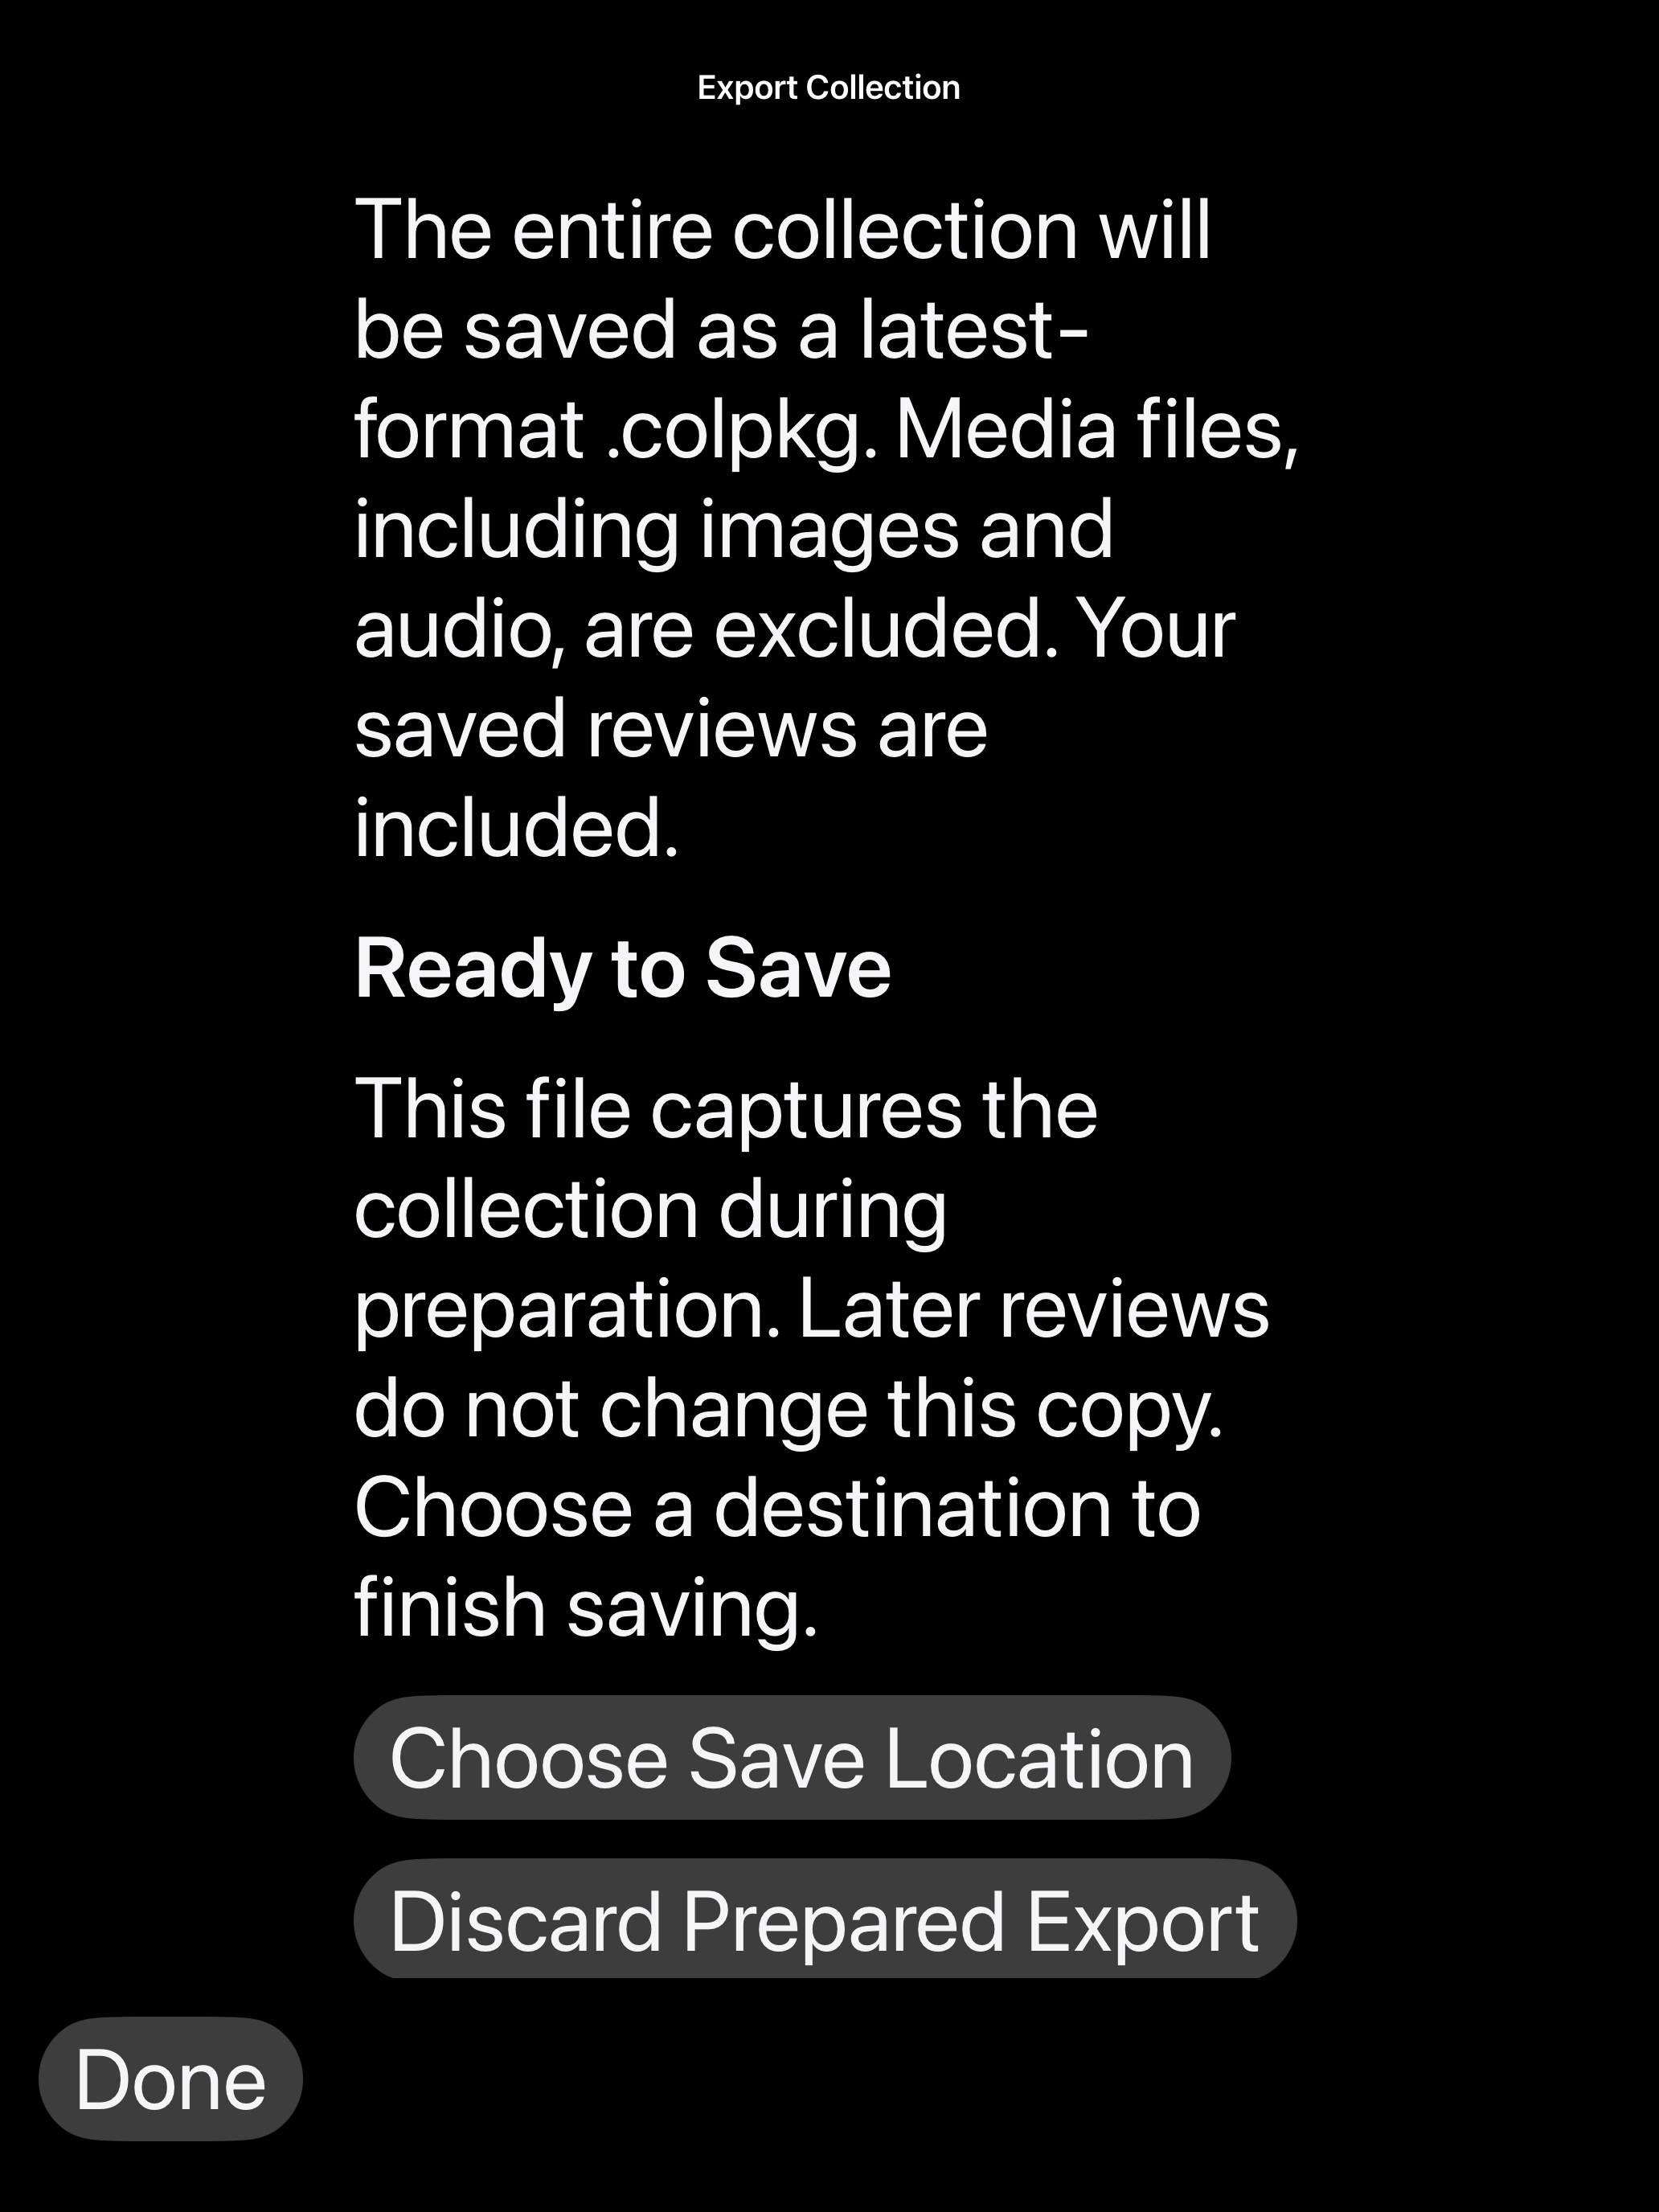 Export Collection
The entire collection will
be saved as a latest-
format .colpkg. Media files,
including images and
audio, are excluded. Your
saved reviews are
included.
Ready to Save
This file captures the
collection during
preparation. Later reviews
do not change this copy.
Choose a destination to
finish saving.
Choose Save Location
Discard Prepared Export
Done